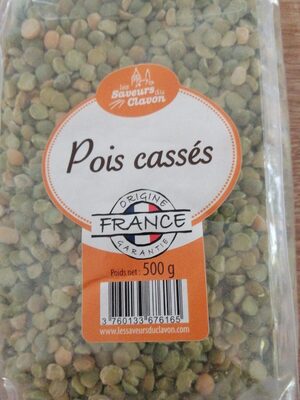 les
Saveurs du
Clavon
Pois cassés
ORIGINE
FRANCE
GARANTIE
Poids net : 500 g
3 760133 676165
www.lessaveursduclavon.com